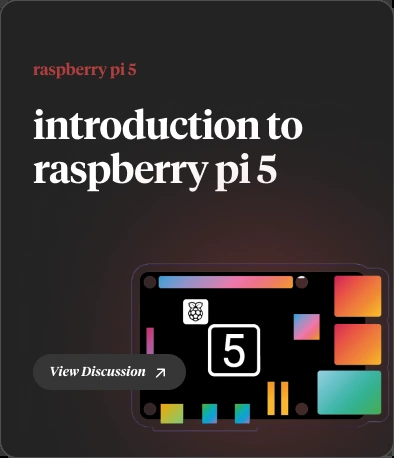 raspberry pi 5
introduction to
raspberry pi 5
5
View Discussion